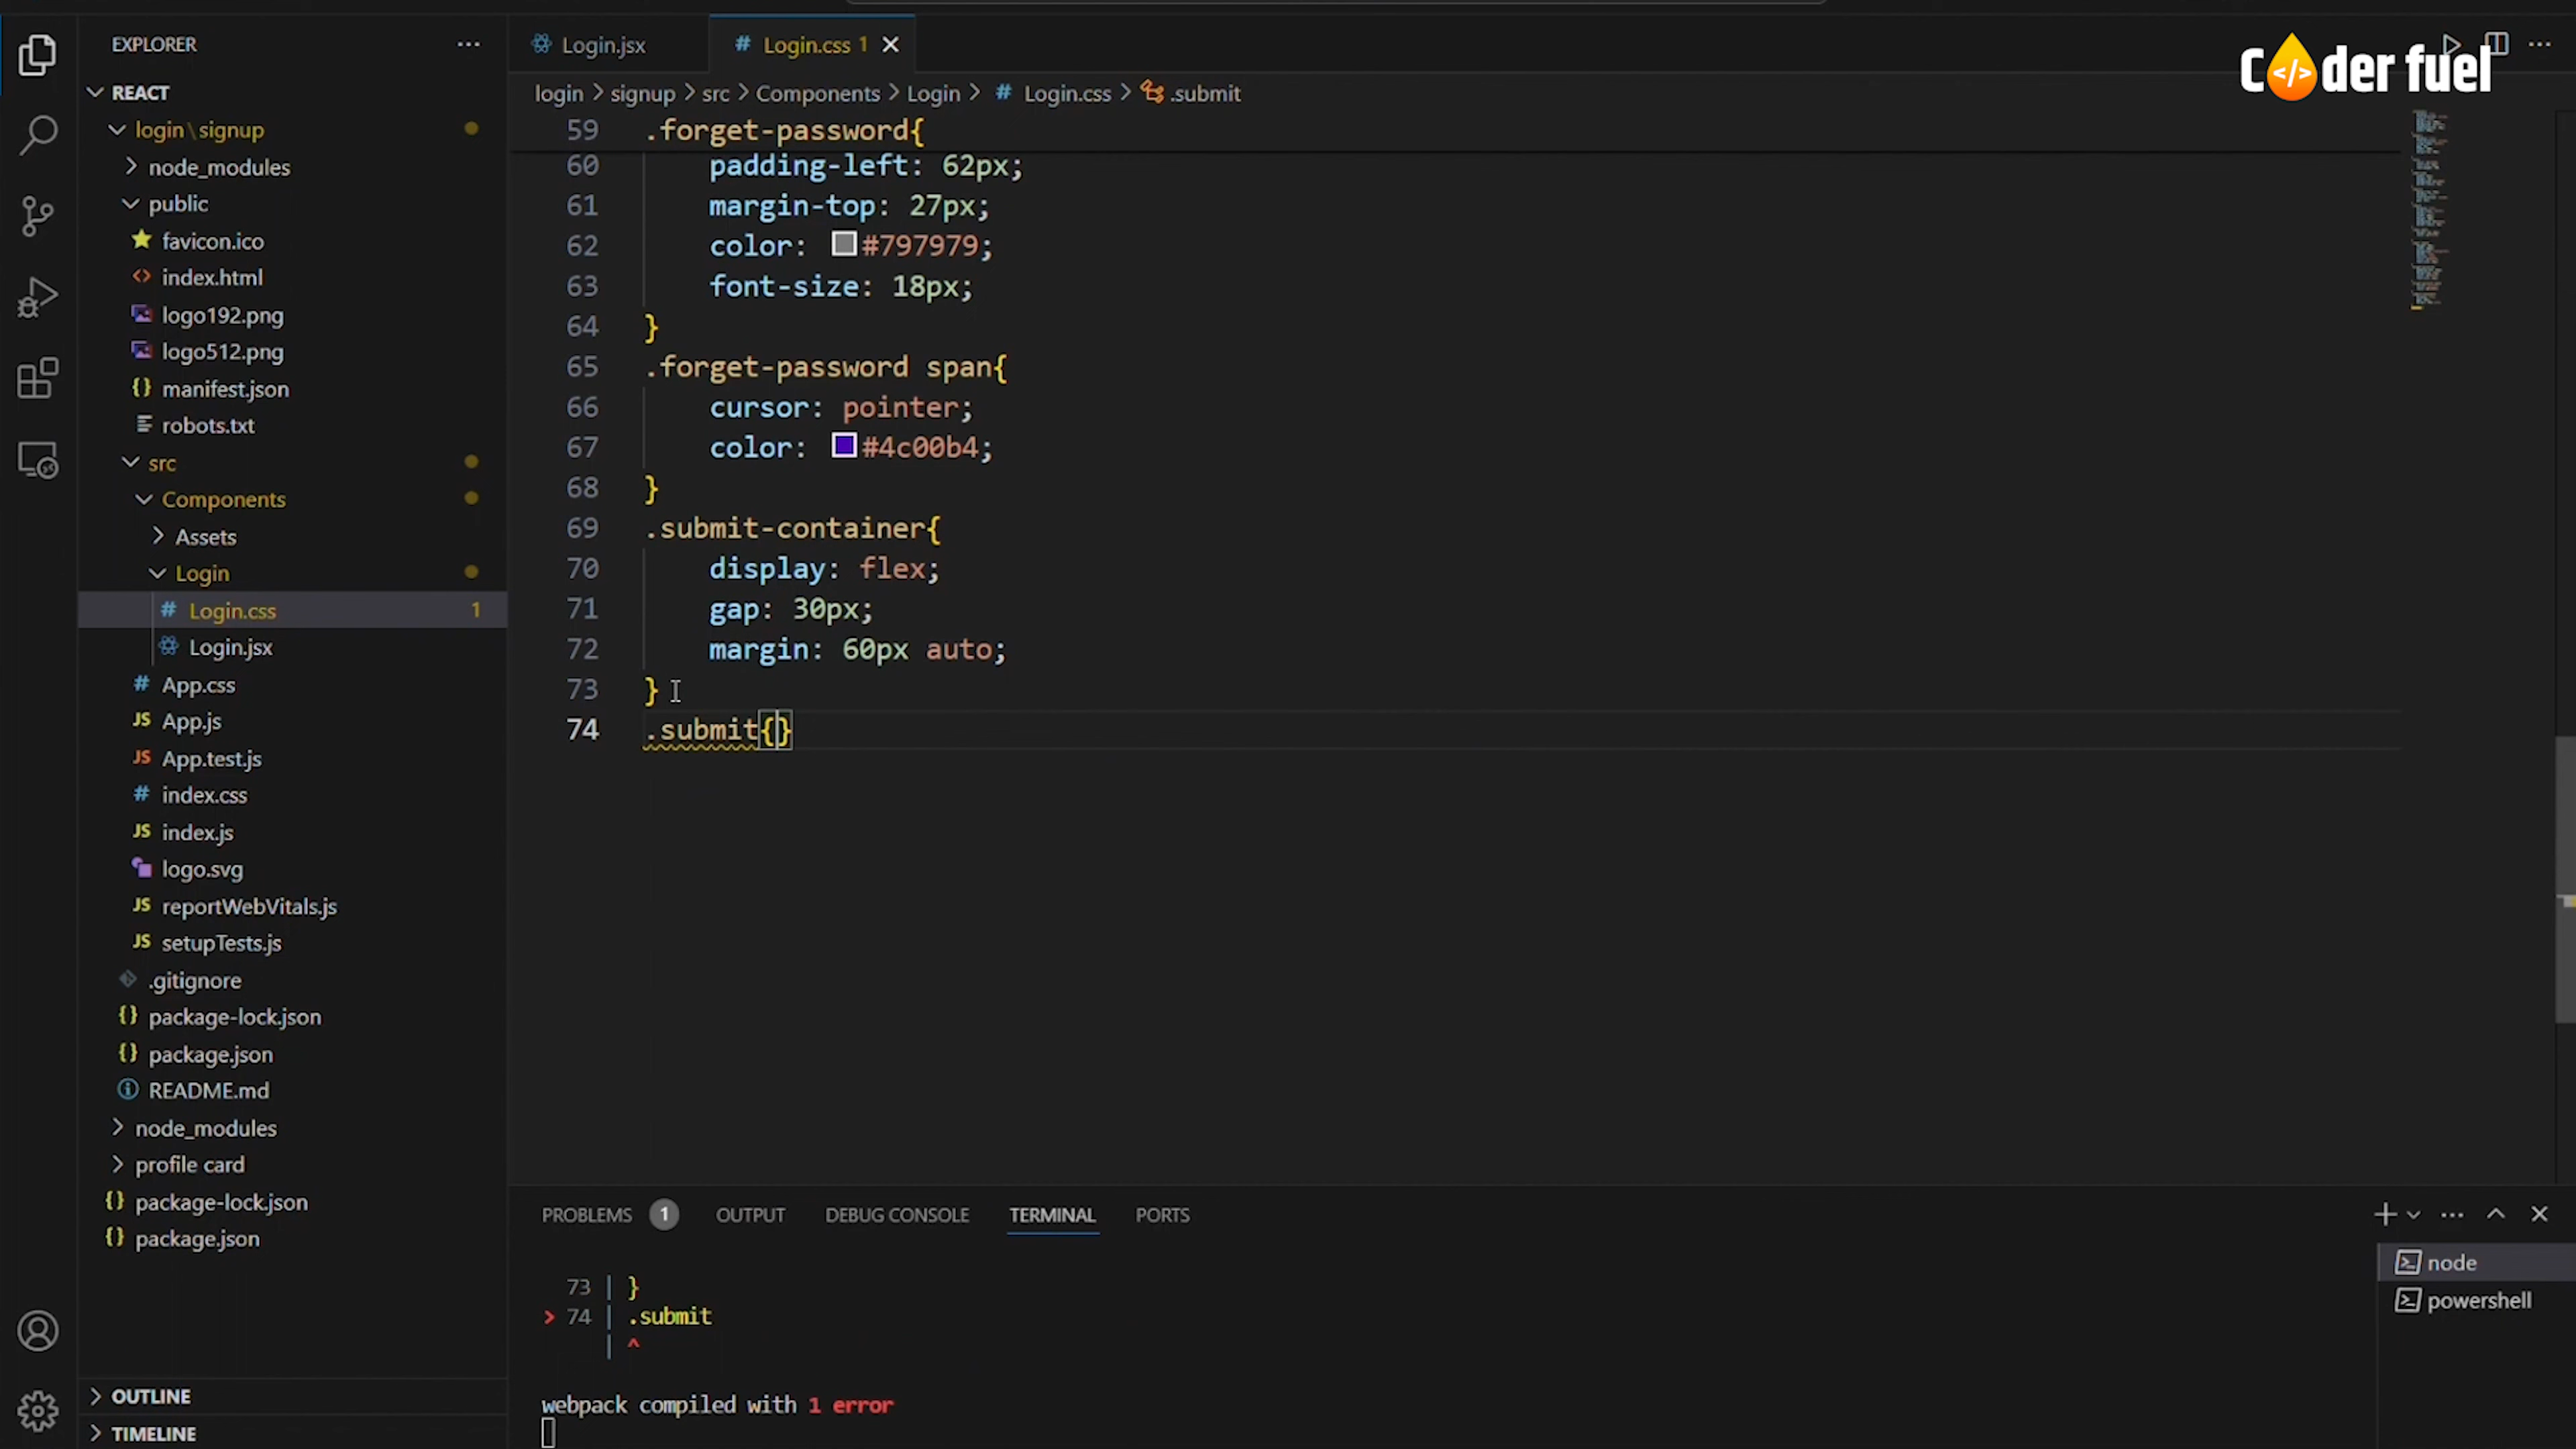 EXPLORER
REACT
login\signup
node_modules
public
favicon.ico
index.html
logo192.png
logo512.png
manifest.json
robots.txt
src
Components
Assets
Login
Login.css 1
Login.jsx
App.css
App.js
App.test.js
index.css
index.js
logo.svg
reportWebVitals.js
setupTests.js
.gitignore
package-lock.json
package.json
README.md
node_modules
profile card
package-lock.json
package.json
OUTLINE
TIMELINE
Login.jsx
Login.css 1
Coder fuel
login > signup > src > Components > Login > # Login.css > .submit
59 .forget-password{
60 padding-left: 62px;
61 margin-top: 27px;
62 color: #797979;
63 font-size: 18px;
64 }
65 .forget-password span{
66 cursor: pointer;
67 color: #4c00b4;
68 }
69 .submit-container{
70 display: flex;
71 gap: 30px;
72 margin: 60px auto;
73 }
74 .submit{}
PROBLEMS 1 OUTPUT DEBUG CONSOLE TERMINAL PORTS
73 | }
> 74 | .submit
| ^
webpack compiled with 1 error
node
powershell